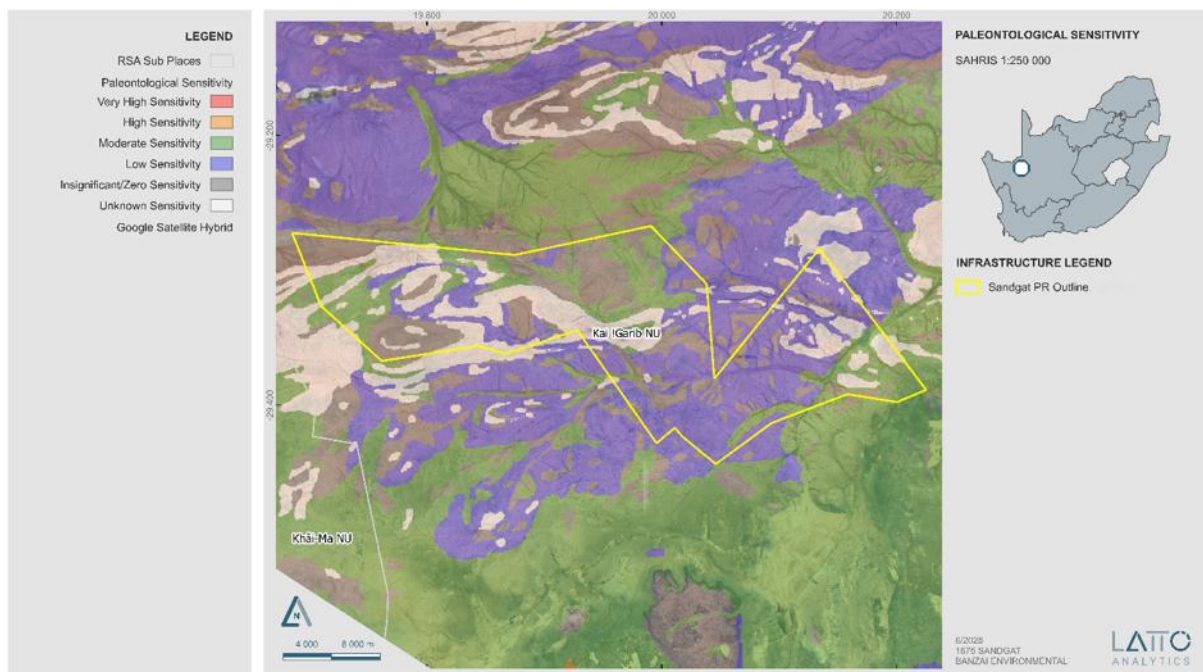 LEGEND
RSA Sub Places
Paleontological Sensitivity
Very High Sensitivity
High Sensitivity
Moderate Sensitivity
Low Sensitivity
Insignificant/Zero Sensitivity
Unknown Sensitivity
Google Satellite Hybrid
19.800
20.000
20.200
-29.200
-29.400
Kai !Garib NU
Khâi-Ma NU
N
4 000
8 000 m
PALEONTOLOGICAL SENSITIVITY
SAHRIS 1:250 000
INFRASTRUCTURE LEGEND
Sandgat PR Outline
1675 SANDGAT
BANZAI ENVIRONMENTAL
LATTO
ANALYTICS